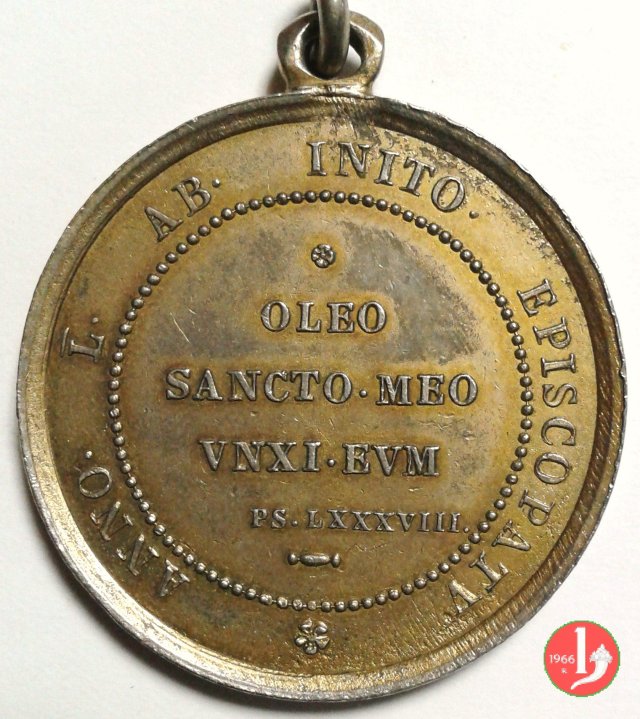 ANNO. L̅. AB. INITO. EPISCOPATV.
OLEO
SANCTO·MEO
VNXI·EVM
PS. LXXXVIII.
1966
R